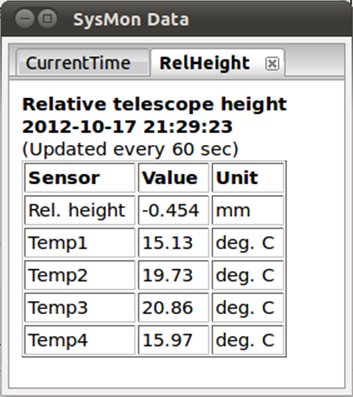 SysMon Data
CurrentTime RelHeight
Relative telescope height
2012-10-17 21:29:23
(Updated every 60 sec)
Sensor Value Unit
Rel. height -0.454 mm
Temp1 15.13 deg. C
Temp2 19.73 deg. C
Temp3 20.86 deg. C
Temp4 15.97 deg. C